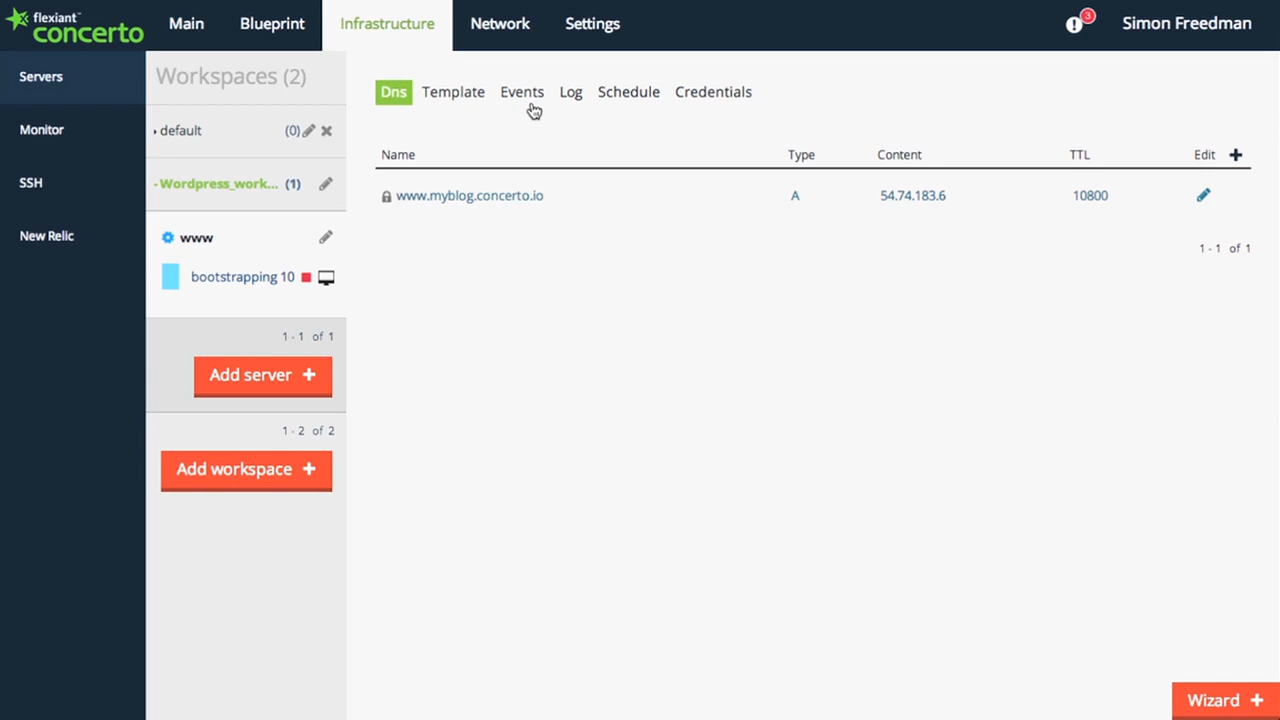 flexiant™
concerto
Main
Blueprint
Infrastructure
Network
Settings
3
Simon Freedman
Servers
Monitor
SSH
New Relic
Workspaces (2)
default (0)
Wordpress_work... (1)
www
bootstrapping 10
1 - 1 of 1
Add server +
1 - 2 of 2
Add workspace +
Dns
Template
Events
Log
Schedule
Credentials
Name Type Content TTL Edit +
www.myblog.concerto.io A 54.74.183.6 10800
1 - 1 of 1
Wizard +